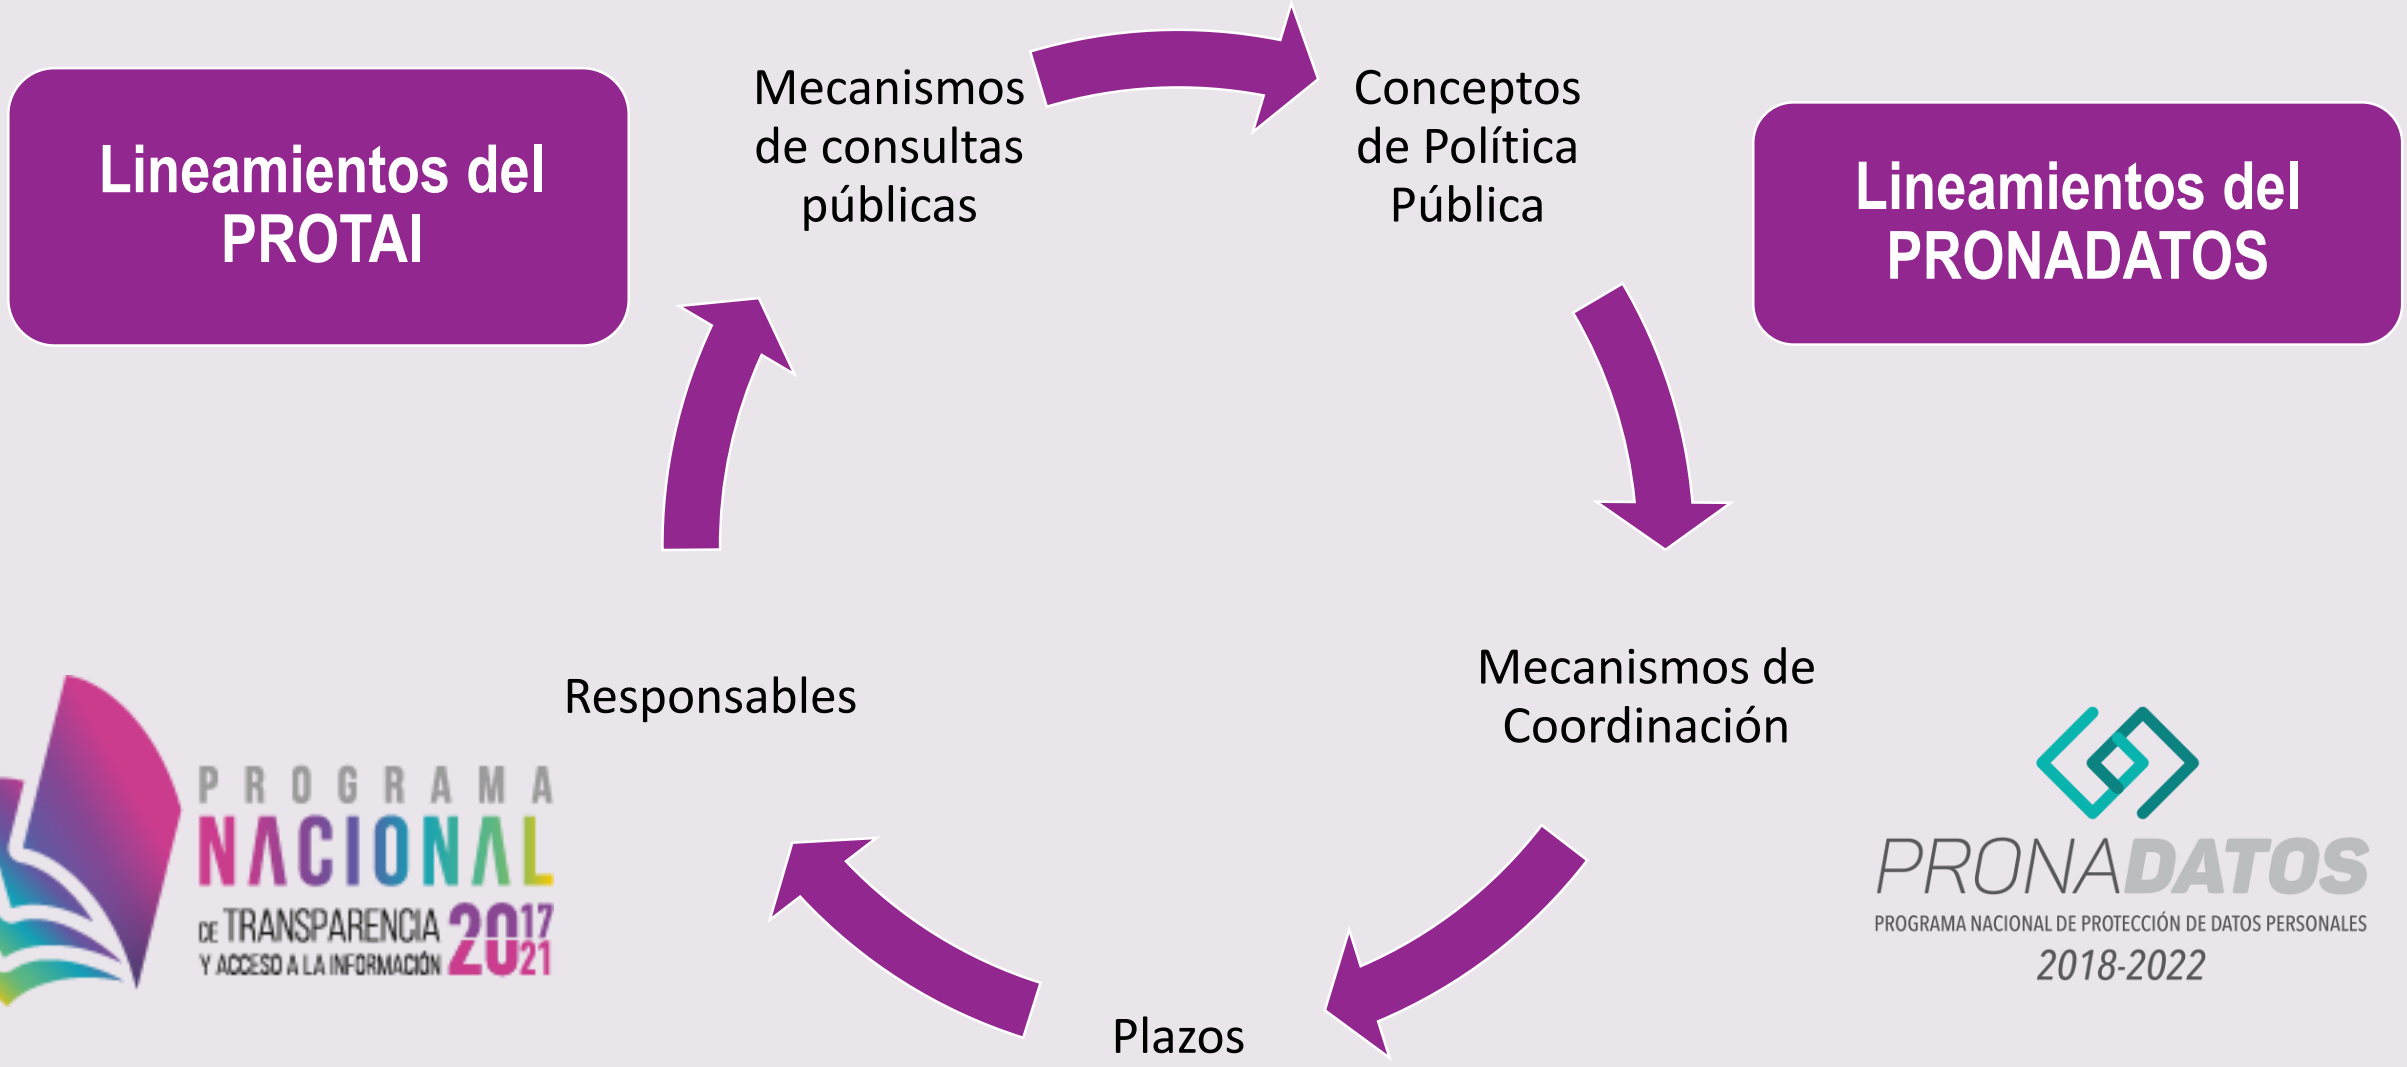 Lineamientos del
PROTAI
Mecanismos
de consultas
públicas
Conceptos
de Política
Pública
Lineamientos del
PRONADATOS
Responsables
Mecanismos de
Coordinación
Plazos
PROGRAMA
NACIONAL
DE TRANSPARENCIA
Y ACCESO A LA INFORMACIÓN
2017
21
PRONADATOS
PROGRAMA NACIONAL DE PROTECCIÓN DE DATOS PERSONALES
2018-2022